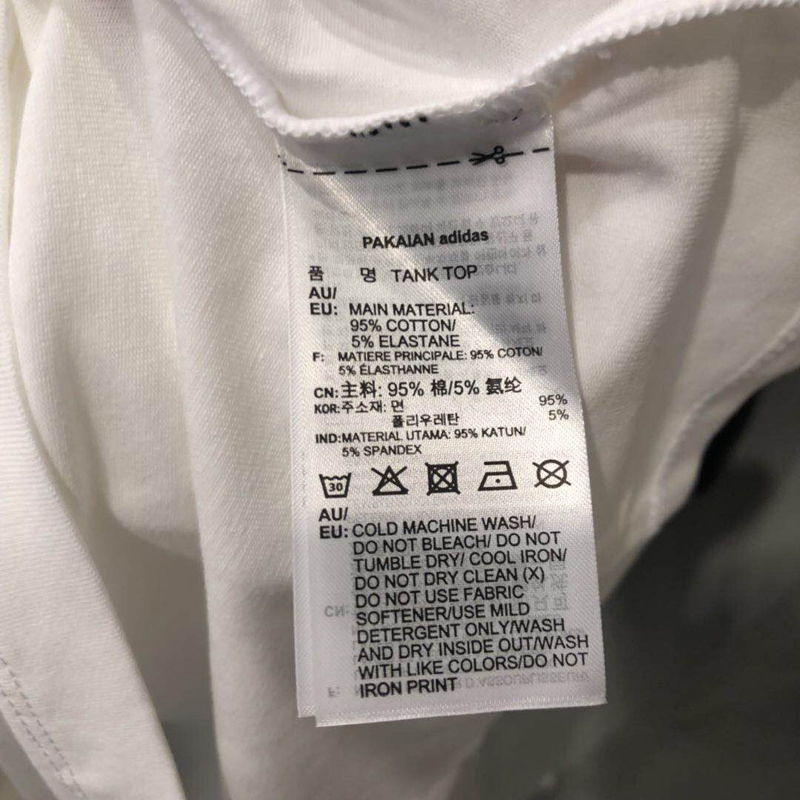 PAKAIAN adidas
품 명 TANK TOP
AU/
EU: MAIN MATERIAL:
95% COTTON/
5% ELASTANE
F: MATIERE PRINCIPALE: 95% COTON/
5% ÉLASTHANNE
CN: 主料: 95% 棉/5% 氨纶
KOR: 주소재: 면 95%
폴리우레탄 5%
IND: MATERIAL UTAMA: 95% KATUN/
5% SPANDEX
30
AU/
EU: COLD MACHINE WASH/
DO NOT BLEACH/ DO NOT
TUMBLE DRY/ COOL IRON/
DO NOT DRY CLEAN (X)
DO NOT USE FABRIC
SOFTENER/USE MILD
DETERGENT ONLY/WASH
AND DRY INSIDE OUT/WASH
WITH LIKE COLORS/DO NOT
IRON PRINT